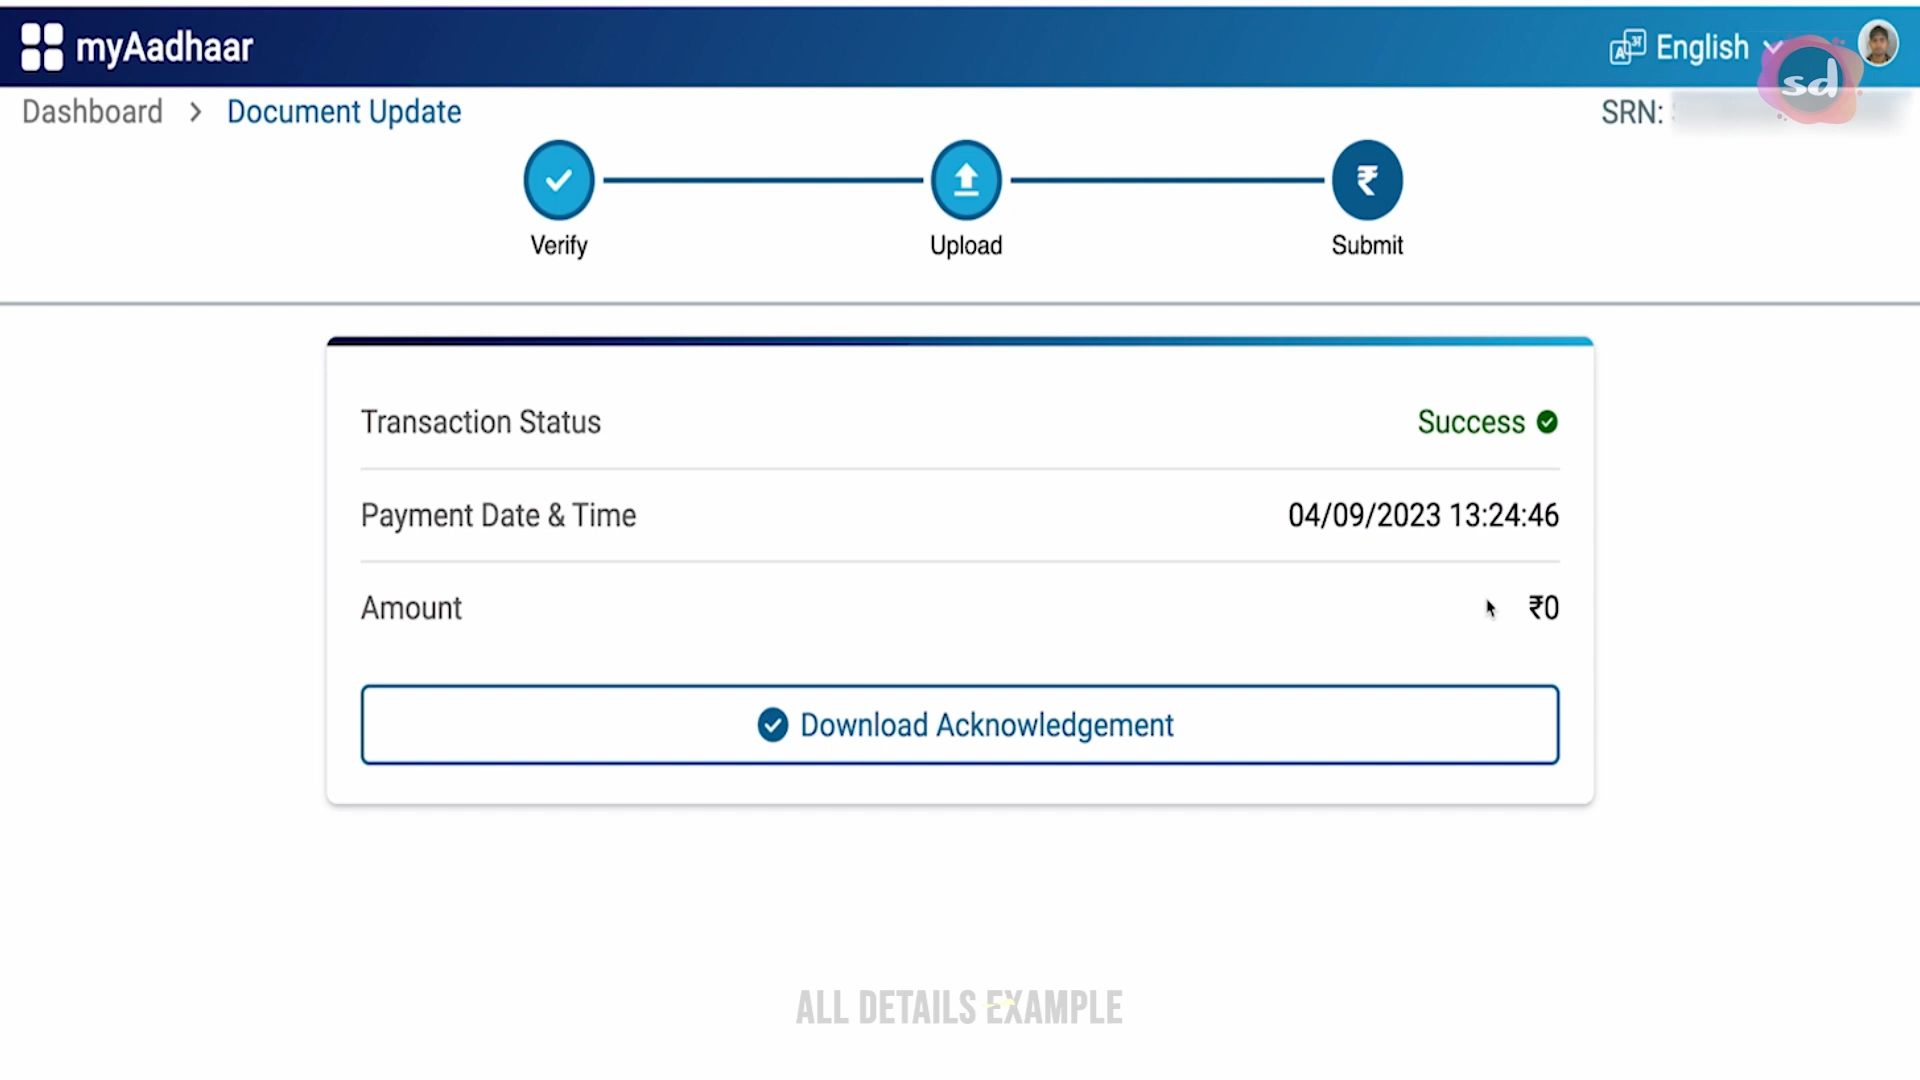 myAadhaar
English
sd
Dashboard > Document Update
SRN:
Verify
Upload
₹
Submit
Transaction Status
Success
Payment Date & Time
04/09/2023 13:24:46
Amount
₹0
Download Acknowledgement
ALL DETAILS EXAMPLE